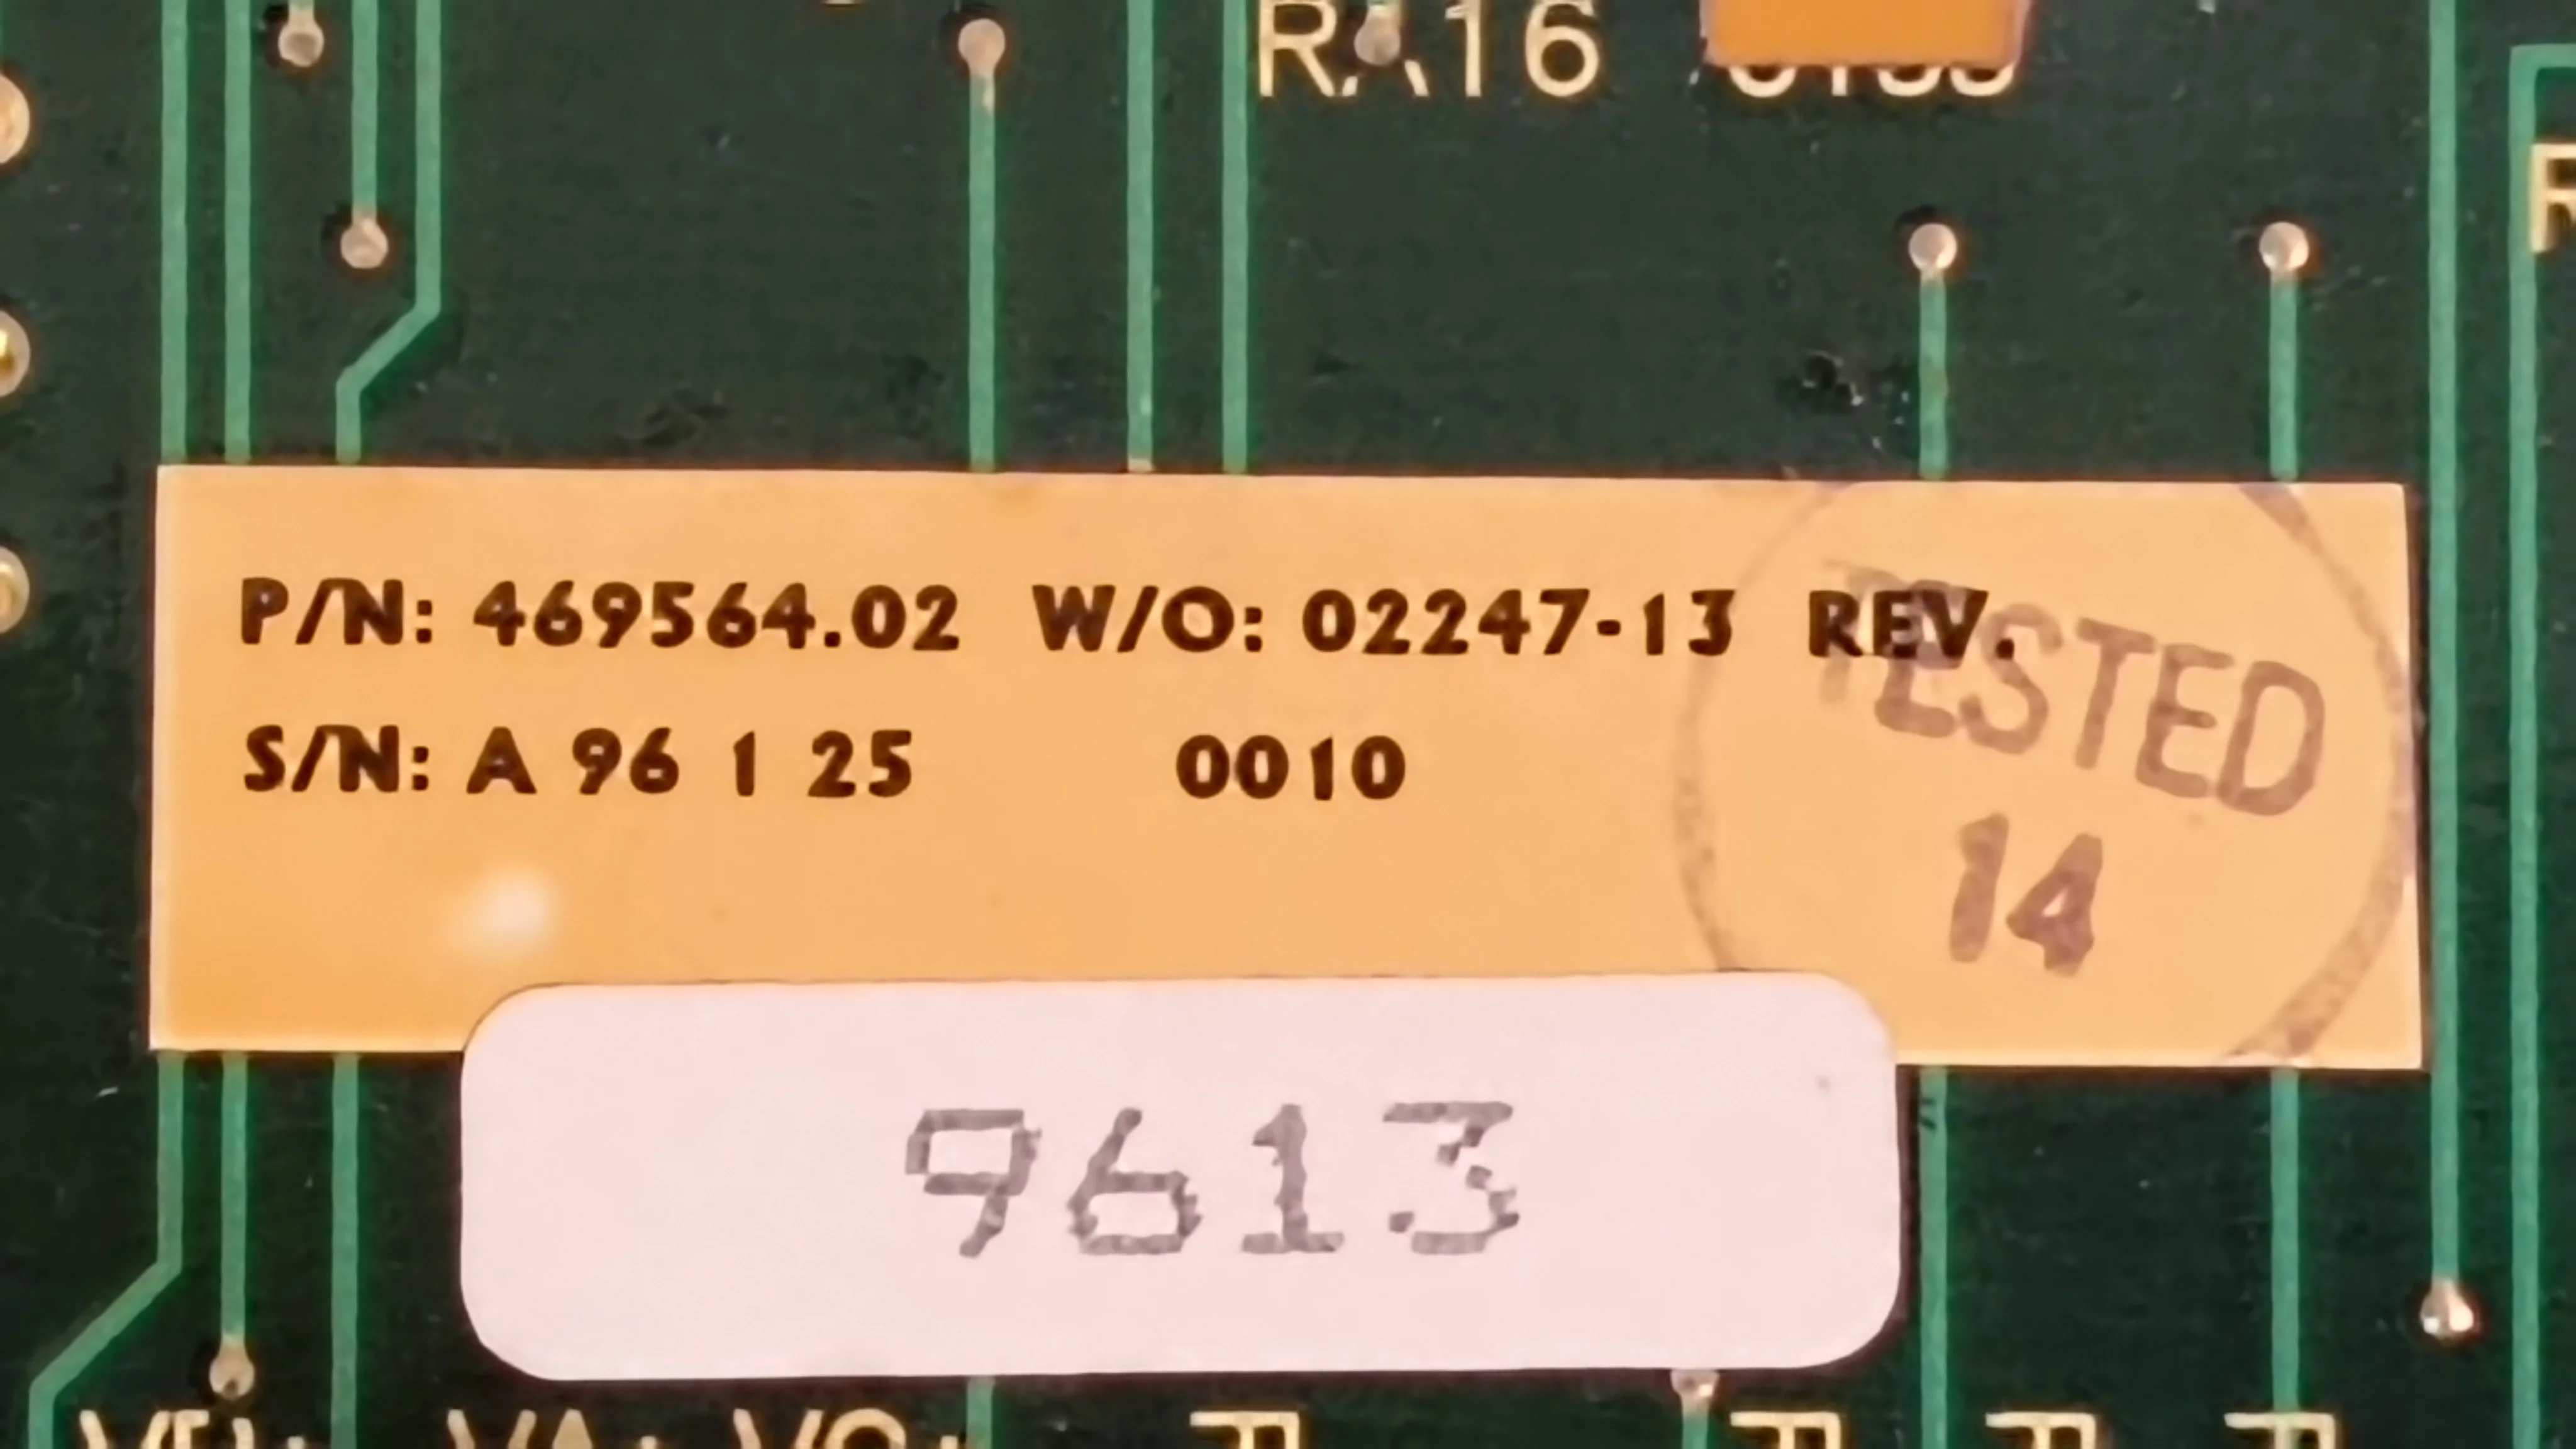 RA16
P/N: 469564.02 W/O: 02247-13 REV.
S/N: A 96 1 25 0010
TESTED
14
9613